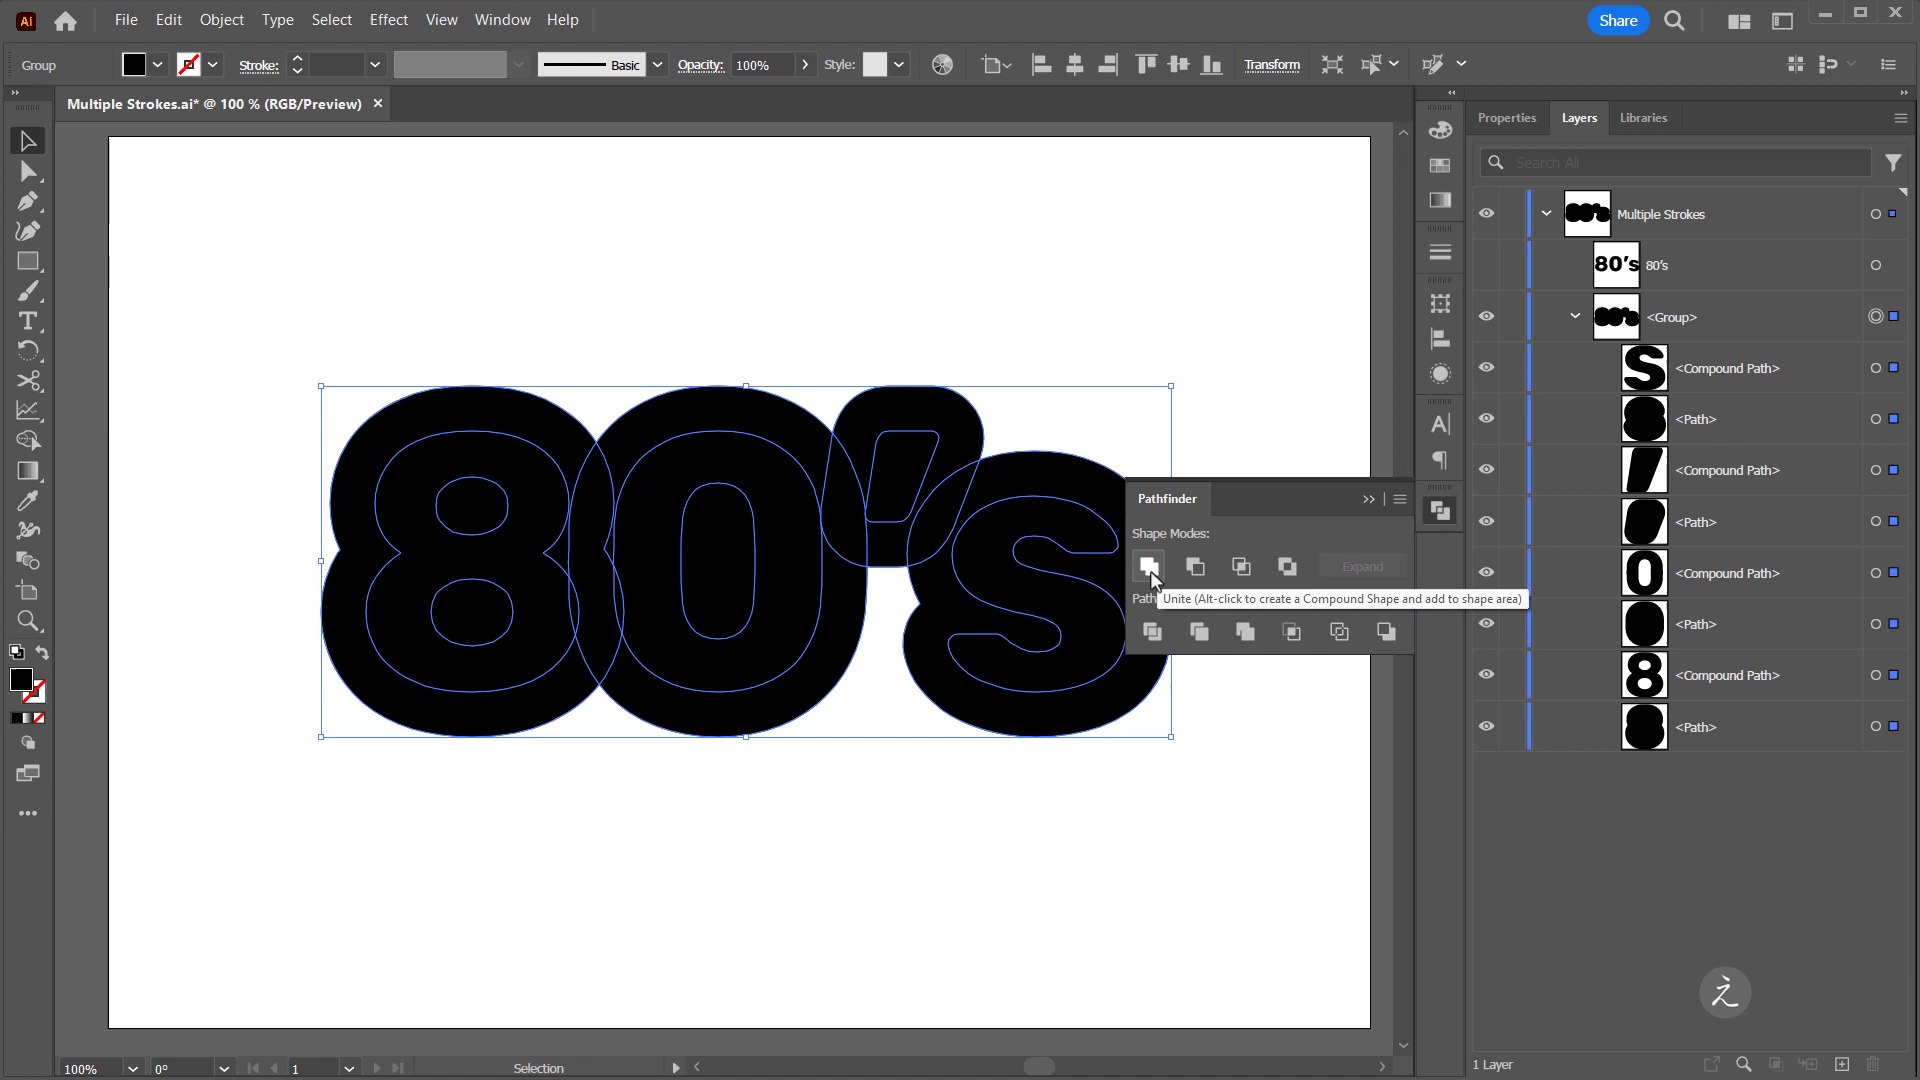 Ai File Edit Object Type Select Effect View Window Help Share
Group Stroke: Basic Opacity: 100% Style: Transform
Multiple Strokes.ai* @ 100 % (RGB/Preview)
Properties Layers Libraries
Search All
Multiple Strokes
80's 80's
<Group>
<Compound Path>
<Path>
<Compound Path>
<Path>
<Compound Path>
<Path>
<Compound Path>
<Path>
80's
Pathfinder
Shape Modes:
Expand
Path
Unite (Alt-click to create a Compound Shape and add to shape area)
之
100% 0° 1 Selection
1 Layer